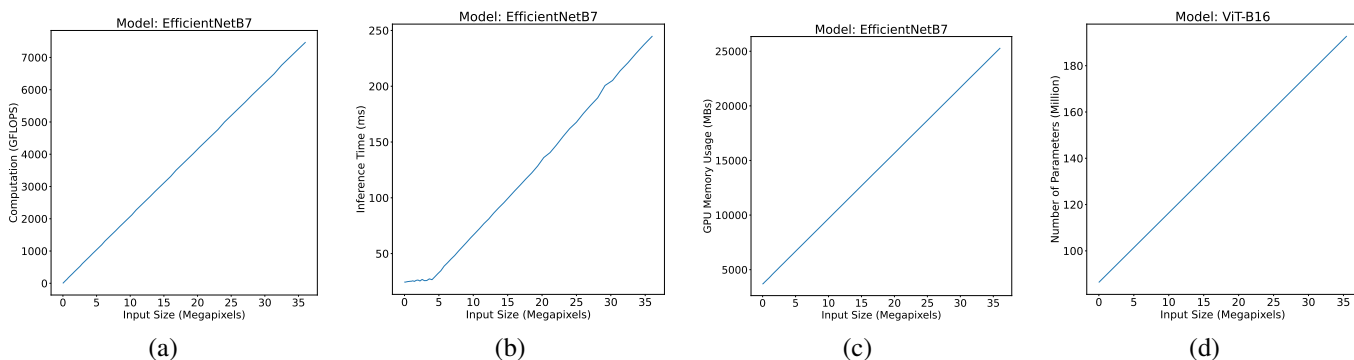 Model: EfficientNetB7
Computation (GFLOPS)
7000
6000
5000
4000
3000
2000
1000
0
0 5 10 15 20 25 30 35
Input Size (Megapixels)
(a)
Model: EfficientNetB7
Inference Time (ms)
250
200
150
100
50
0 5 10 15 20 25 30 35
Input Size (Megapixels)
(b)
Model: EfficientNetB7
GPU Memory Usage (MBs)
25000
20000
15000
10000
5000
0 5 10 15 20 25 30 35
Input Size (Megapixels)
(c)
Model: ViT-B16
Number of Parameters (Million)
180
160
140
120
100
0 5 10 15 20 25 30 35
Input Size (Megapixels)
(d)